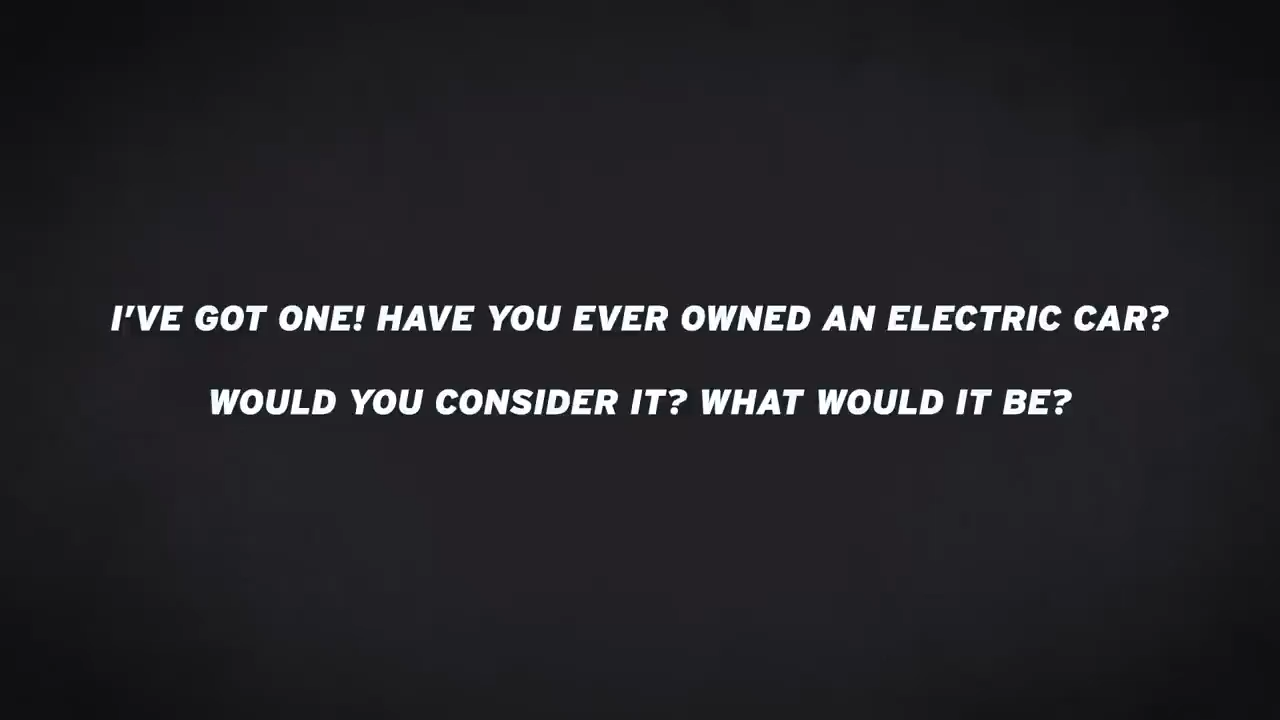 I'VE GOT ONE! HAVE YOU EVER OWNED AN ELECTRIC CAR?
WOULD YOU CONSIDER IT? WHAT WOULD IT BE?